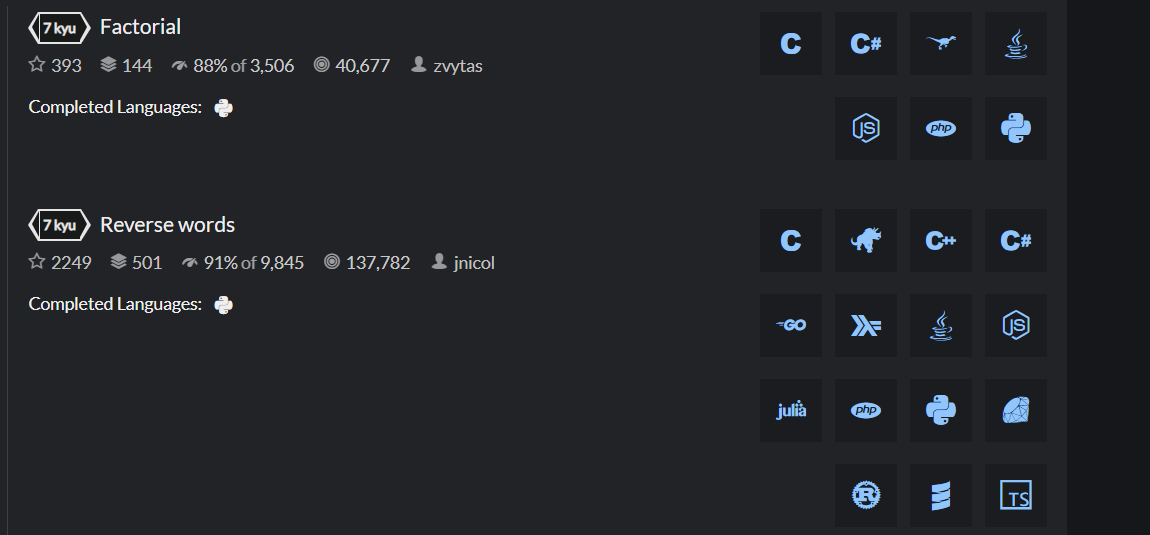 7 kyu Factorial
393 144 88% of 3,506 40,677 zvytas
Completed Languages:
C C#
JS php
7 kyu Reverse words
2249 501 91% of 9,845 137,782 jnicol
Completed Languages:
C C++ C#
GO JS
julia php
R TS